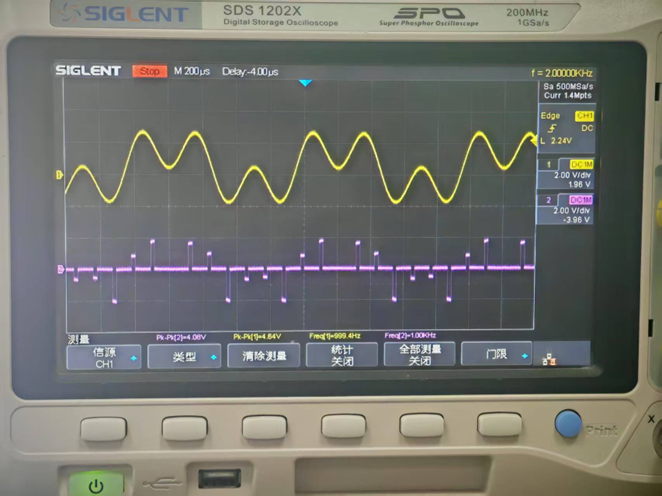 SIGLENT
SDS 1202X
Digital Storage Oscilloscope
SPO
Super Phosphor Oscilloscope
200MHz
1GSa/s
SIGLENT
Stop
M 200μs
Delay:-4.00μs
f = 2.00000KHz
Sa 500MSa/s
Curr 1.4Mpts
Edge CH1
DC
L 2.24V
1 DC1M
2.00 V/div
1.96 V
2 DC1M
2.00 V/div
-3.96 V
测量
Pk-Pk[2]=4.08V
Pk-Pk[1]=4.64V
Freq[1]=999.4Hz
Freq[2]=1.00KHz
信源
CH1
类型
清除测量
统计
关闭
全部测量
关闭
门限
Print
X